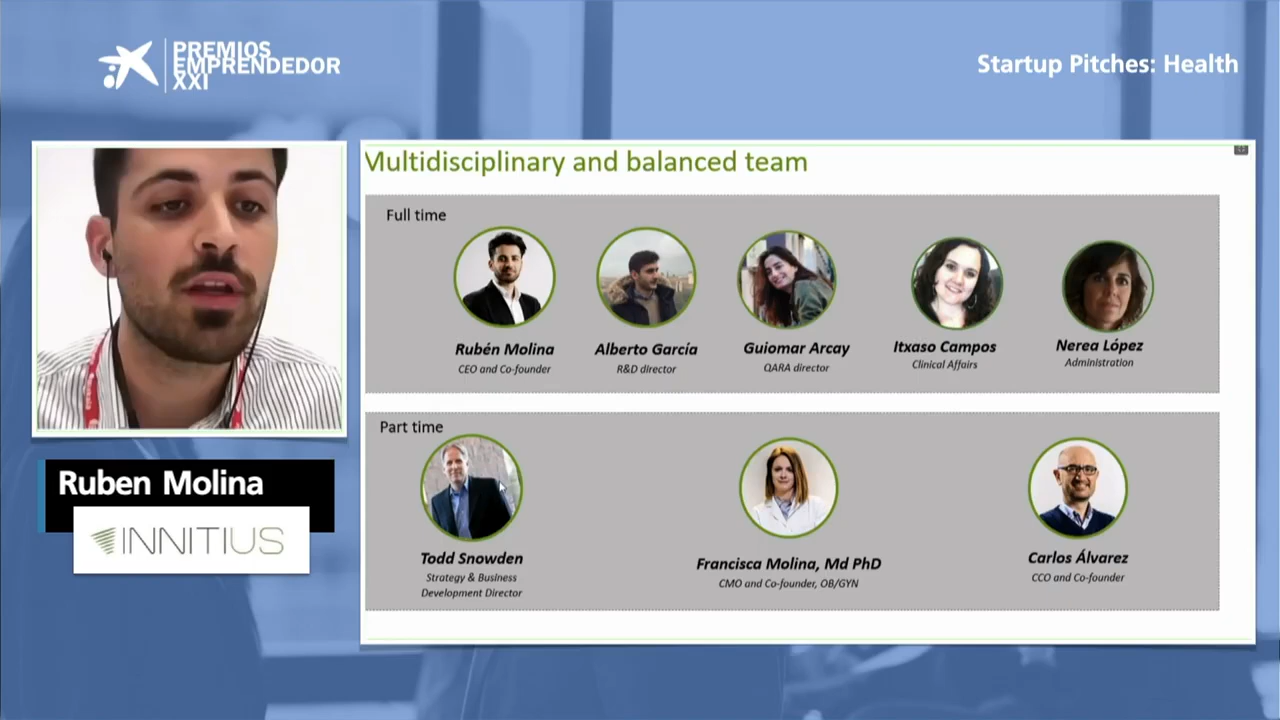 PREMIOS
EMPRENDEDOR
XXI
Startup Pitches: Health
Multidisciplinary and balanced team
Full time
Rubén Molina
CEO and Co-founder
Alberto García
R&D director
Guiomar Arcay
QARA director
Itxaso Campos
Clinical Affairs
Nerea López
Administration
Part time
Todd Snowden
Strategy & Business
Development Director
Francisca Molina, Md PhD
CMO and Co-founder, OB/GYN
Carlos Álvarez
CCO and Co-founder
Ruben Molina
INNITIUS